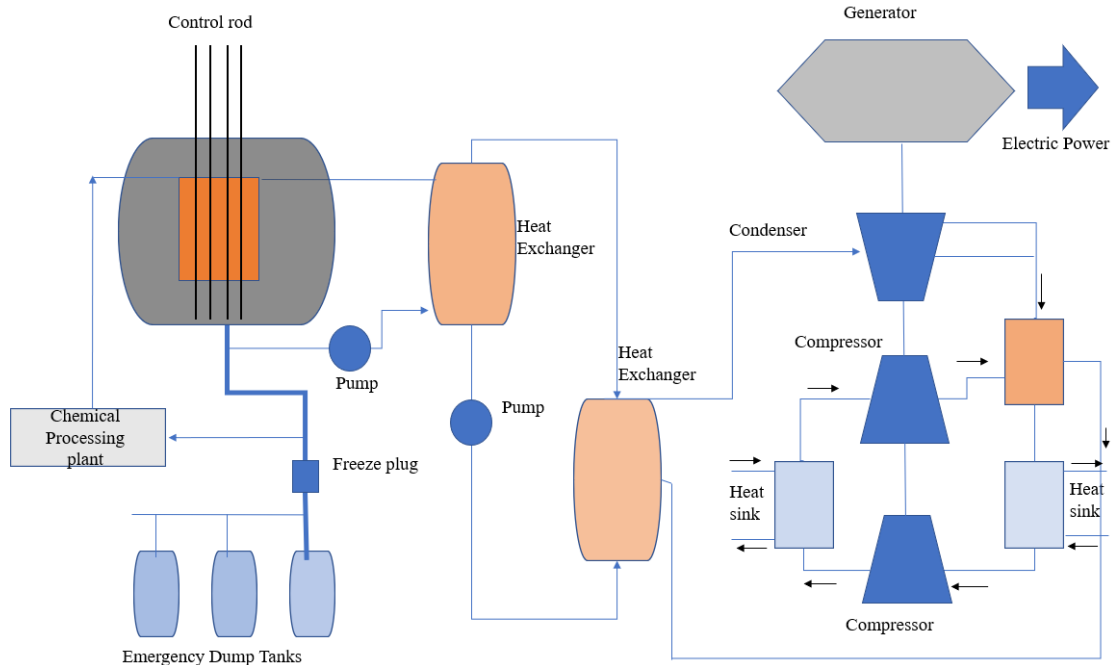 Control rod
Generator
Electric Power
Heat
Exchanger
Condenser
Heat
Exchanger
Compressor
Pump
Pump
Chemical
Processing
plant
Freeze plug
Heat
sink
Heat
sink
Compressor
Emergency Dump Tanks